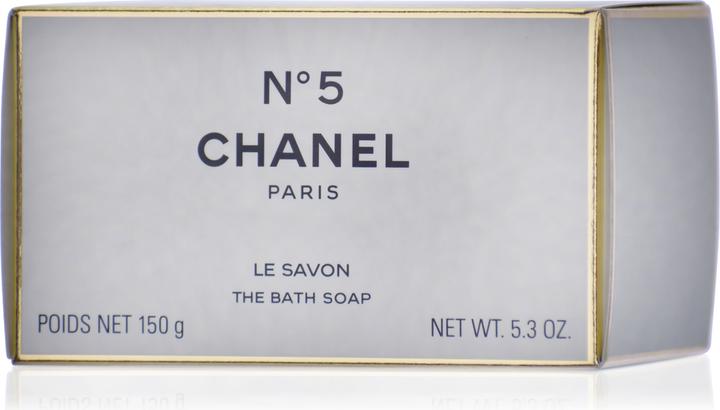 N°5
CHANEL
PARIS
LE SAVON
THE BATH SOAP
POIDS NET 150 g
NET WT. 5.3 OZ.